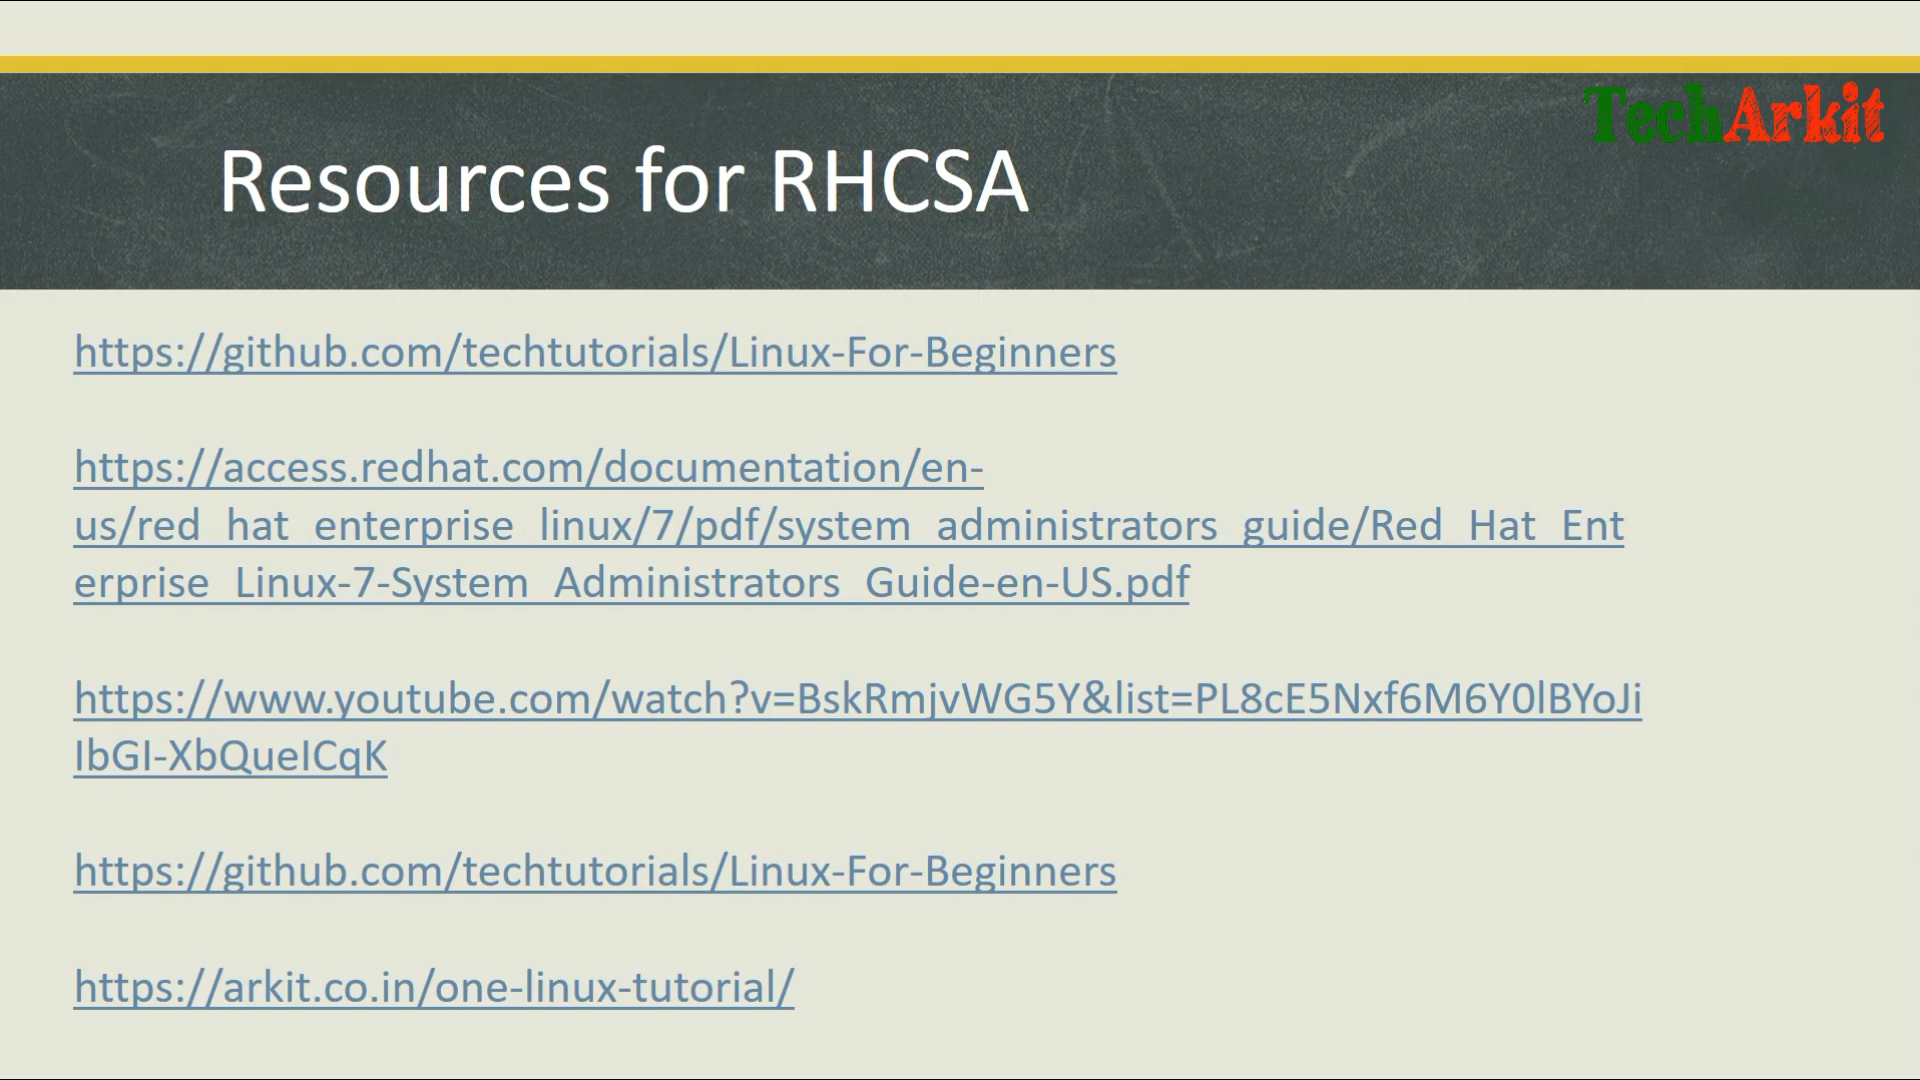 TechArkit
Resources for RHCSA
https://github.com/techtutorials/Linux-For-Beginners
https://access.redhat.com/documentation/en-
us/red_hat_enterprise_linux/7/pdf/system_administrators_guide/Red_Hat_Ent
erprise_Linux-7-System_Administrators_Guide-en-US.pdf
https://www.youtube.com/watch?v=BskRmjvWG5Y&list=PL8cE5Nxf6M6Y0lBYoJi
IbGI-XbQueICqK
https://github.com/techtutorials/Linux-For-Beginners
https://arkit.co.in/one-linux-tutorial/